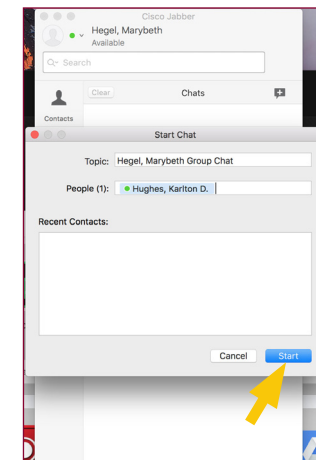 Cisco Jabber
Hegel, Marybeth
Available
Search
Clear
Chats
Contacts
Start Chat
Topic: Hegel, Marybeth Group Chat
People (1): Hughes, Karlton D.
Recent Contacts:
Cancel Start